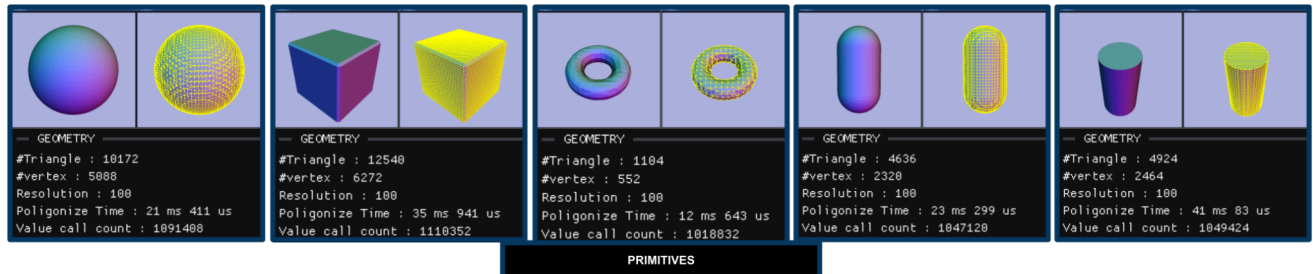 GEOMETRY
#Triangle : 10172
#vertex : 5088
Resolution : 100
Poligonize Time : 21 ms 411 us
Value call count : 1091408
GEOMETRY
#Triangle : 12540
#vertex : 6272
Resolution : 100
Poligonize Time : 35 ms 941 us
Value call count : 1110352
GEOMETRY
#Triangle : 1104
#vertex : 552
Resolution : 100
Poligonize Time : 12 ms 643 us
Value call count : 1018832
GEOMETRY
#Triangle : 4636
#vertex : 2320
Resolution : 100
Poligonize Time : 23 ms 299 us
Value call count : 1047120
GEOMETRY
#Triangle : 4924
#vertex : 2464
Resolution : 100
Poligonize Time : 41 ms 83 us
Value call count : 1049424
PRIMITIVES